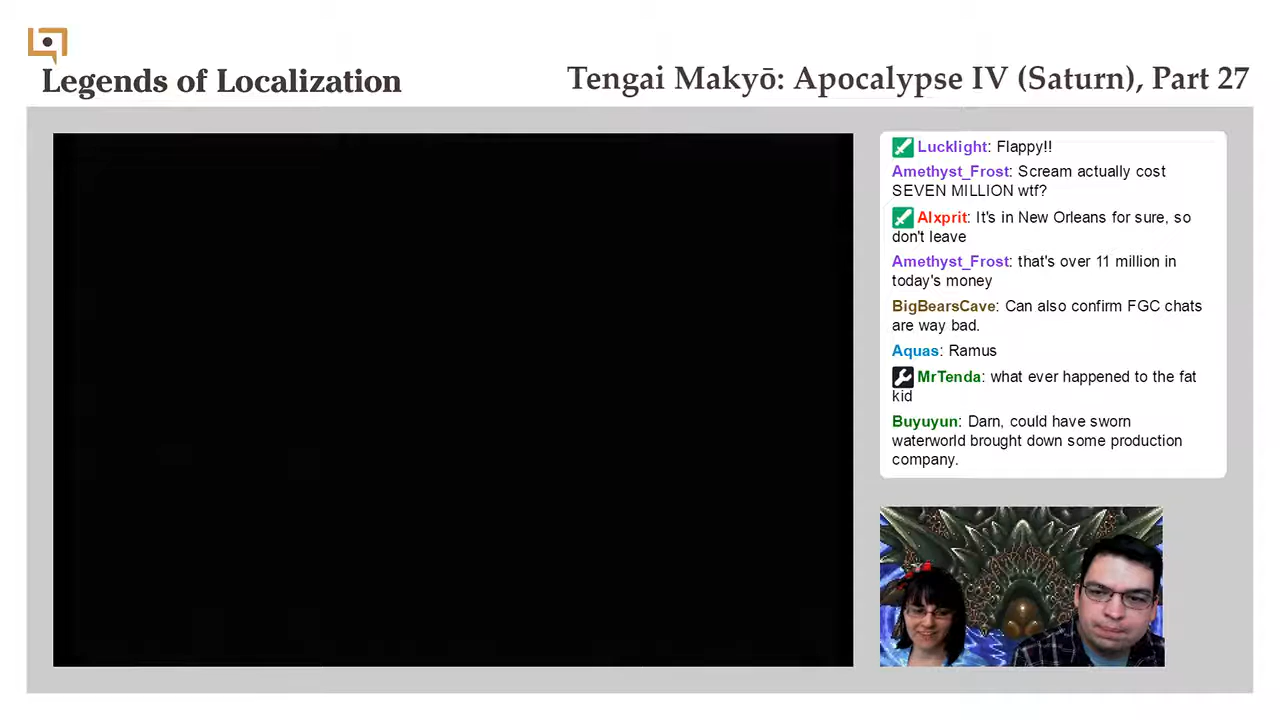 Legends of Localization
Tengai Makyō: Apocalypse IV (Saturn), Part 27
Lucklight: Flappy!!
Amethyst_Frost: Scream actually cost
SEVEN MILLION wtf?
Alxprit: It's in New Orleans for sure, so
don't leave
Amethyst_Frost: that's over 11 million in
today's money
BigBearsCave: Can also confirm FGC chats
are way bad.
Aquas: Ramus
MrTenda: what ever happened to the fat
kid
Buyuyun: Darn, could have sworn
waterworld brought down some production
company.